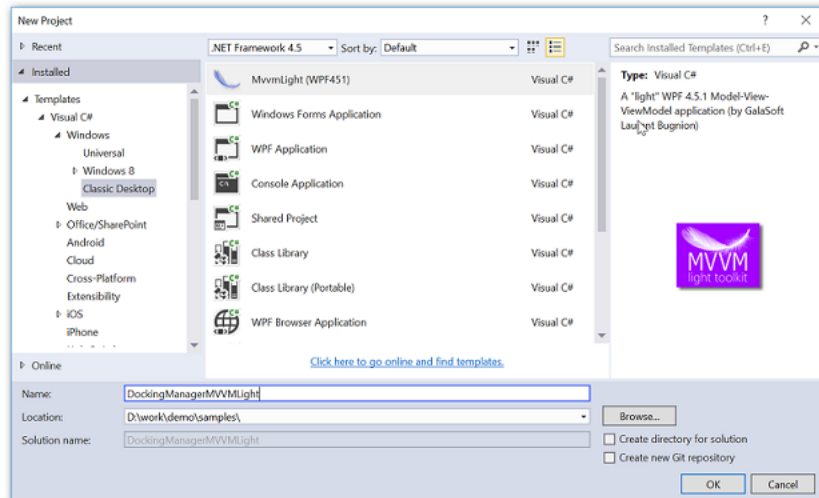 New Project
? ×
Recent
.NET Framework 4.5
Sort by: Default
Search Installed Templates (Ctrl+E)
Installed
Templates
Visual C#
Windows
Universal
Windows 8
Classic Desktop
Web
Office/SharePoint
Android
Cloud
Cross-Platform
Extensibility
iOS
iPhone
Online
MvvmLight (WPF451) Visual C#
Windows Forms Application Visual C#
WPF Application Visual C#
Console Application Visual C#
Shared Project Visual C#
Class Library Visual C#
Class Library (Portable) Visual C#
WPF Browser Application Visual C#
Click here to go online and find templates.
Type: Visual C#
A "light" WPF 4.5.1 Model-View-
ViewModel application (by GalaSoft
Laurent Bugnion)
MVVM
light toolkit
Name: DockingManagerMVVMLight
Location: D:\work\demo\samples\
Browse...
Solution name: DockingManagerMVVMLight
Create directory for solution
Create new Git repository
OK
Cancel